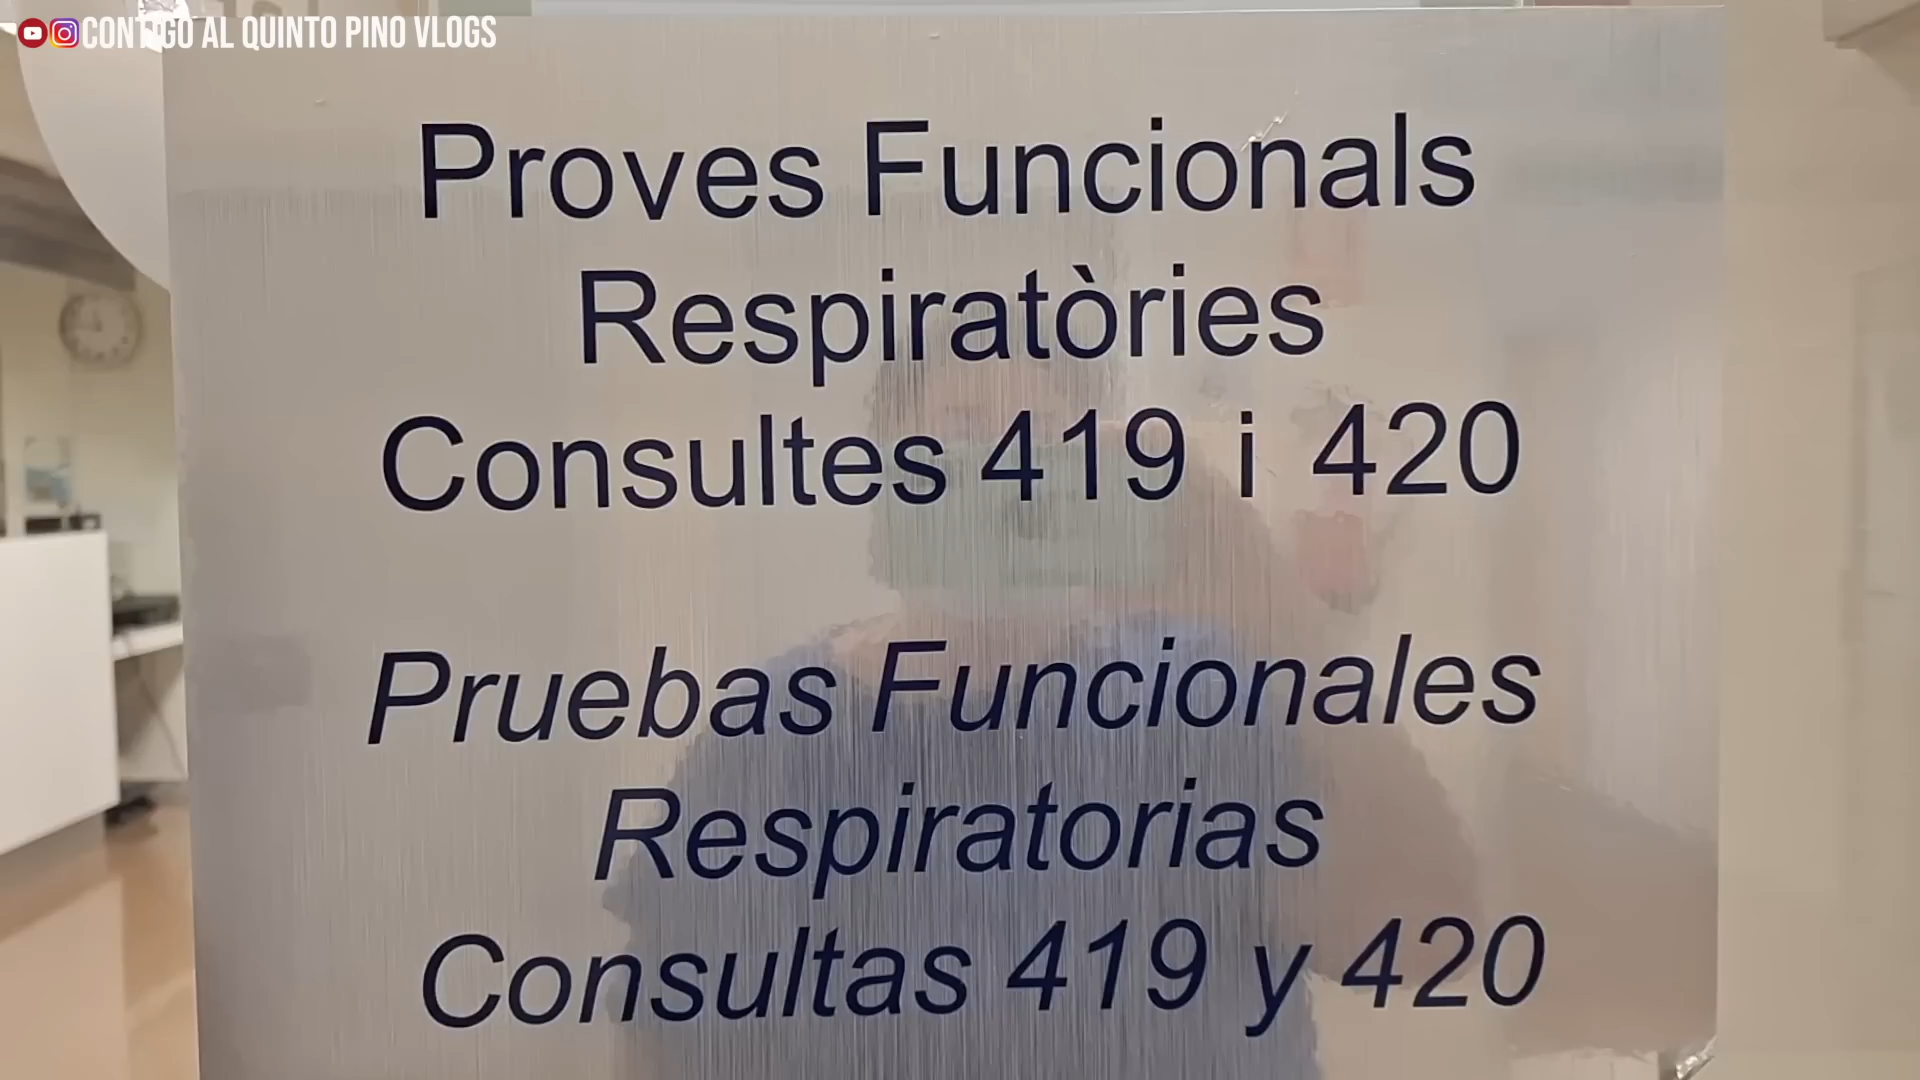 CONTIGO AL QUINTO PINO VLOGS
Proves Funcionals
Respiratòries
Consultes 419 i 420
Pruebas Funcionales
Respiratorias
Consultas 419 y 420